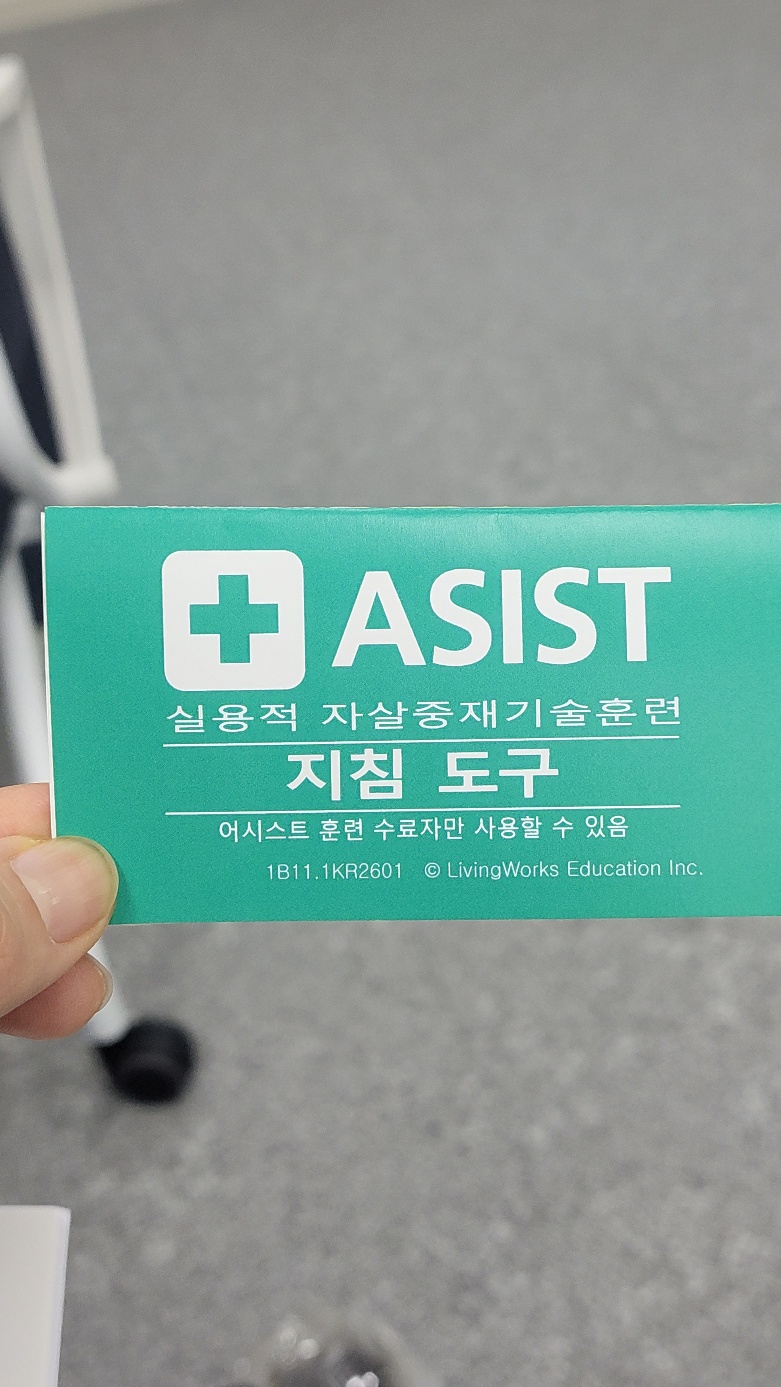 ASIST
실용적 자살중재기술훈련
지침 도구
어시스트 훈련 수료자만 사용할 수 있음
1B11.1KR2601 © LivingWorks Education Inc.